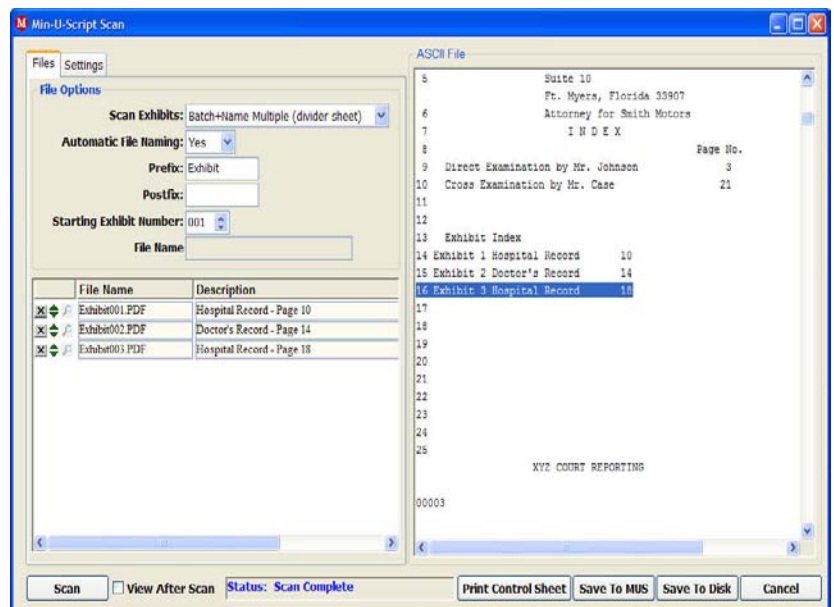 Min-U-Script Scan
Files Settings
File Options
Scan Exhibits: Batch+Name Multiple (divider sheet)
Automatic File Naming: Yes
Prefix: Exhibit
Postfix:
Starting Exhibit Number: 001
File Name
File Name Description
Exhibit001.PDF Hospital Record - Page 10
Exhibit002.PDF Doctor's Record - Page 14
Exhibit003.PDF Hospital Record - Page 18
ASCII File
5 Suite 10
Ft. Myers, Florida 33907
6 Attorney for Smith Motors
7 I N D E X
8 Page No.
9 Direct Examination by Mr. Johnson 3
10 Cross Examination by Mr. Case 21
11
12
13 Exhibit Index
14 Exhibit 1 Hospital Record 10
15 Exhibit 2 Doctor's Record 14
16 Exhibit 3 Hospital Record 18
17
18
19
20
21
22
23
24
25
XYZ COURT REPORTING
00003
Scan View After Scan Status: Scan Complete Print Control Sheet Save To MUS Save To Disk Cancel